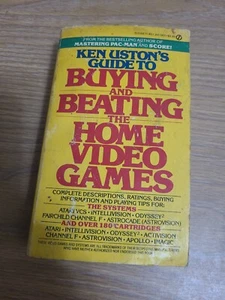 FROM THE BESTSELLING AUTHOR OF
MASTERING PAC-MAN AND SCORE!
KEN USTON'S
GUIDE TO
BUYING
AND
BEATING
THE
HOME
VIDEO
GAMES
COMPLETE DESCRIPTIONS, RATINGS, BUYING
INFORMATION AND PLAYING TIPS FOR:
THE SYSTEMS
ATARI VCS • INTELLIVISION • ODYSSEY²
FAIRCHILD CHANNEL F • ASTROCADE (ASTROVISION)
AND OVER 180 CARTRIDGES
ATARI • INTELLIVISION • ODYSSEY² • ACTIVISION
CHANNEL F • ASTROVISION • APOLLO • IMAGIC